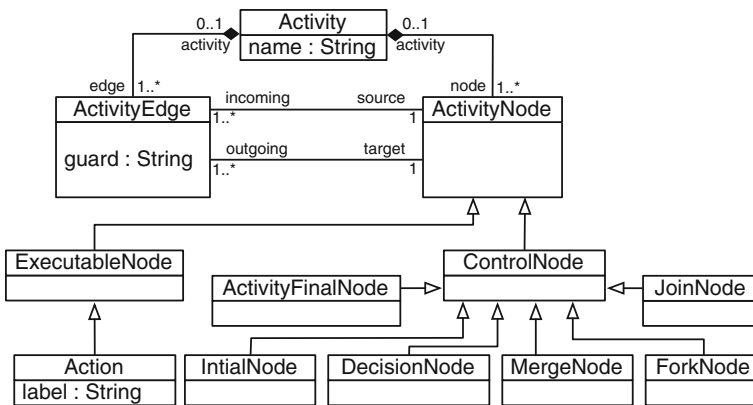 0..1 Activity 0..1
activity name : String activity
edge 1..* node 1..*
ActivityEdge incoming source ActivityNode
1..* 1
guard : String outgoing target
1..* 1
ExecutableNode ControlNode
ActivityFinalNode JoinNode
Action IntialNode DecisionNode MergeNode ForkNode
label : String